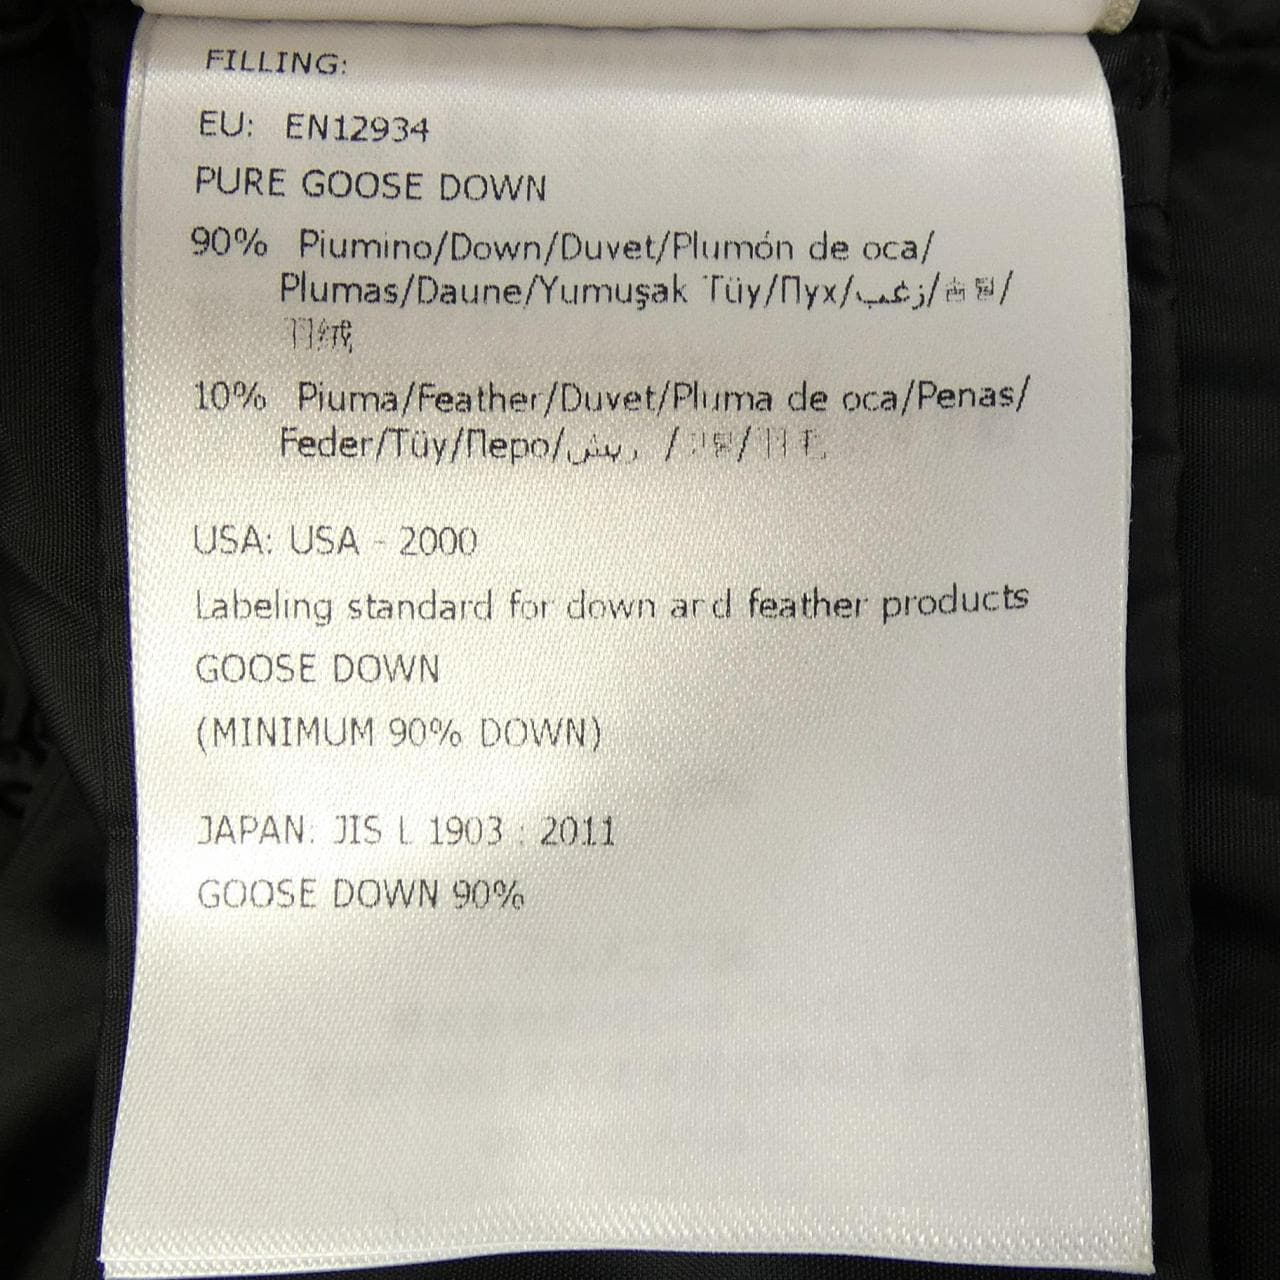 FILLING:
EU: EN12934
PURE GOOSE DOWN
90% Piumino/Down/Duvet/Plumón de oca/
Plumas/Daune/Yumuşak Tüy/Пух/زغب/
羽绒
10% Piuma/Feather/Duvet/Pluma de oca/Penas/
Feder/Tüy/Перо/ريش /
USA: USA - 2000
Labeling standard for down and feather products
GOOSE DOWN
(MINIMUM 90% DOWN)
JAPAN: JIS L 1903 : 2011
GOOSE DOWN 90%